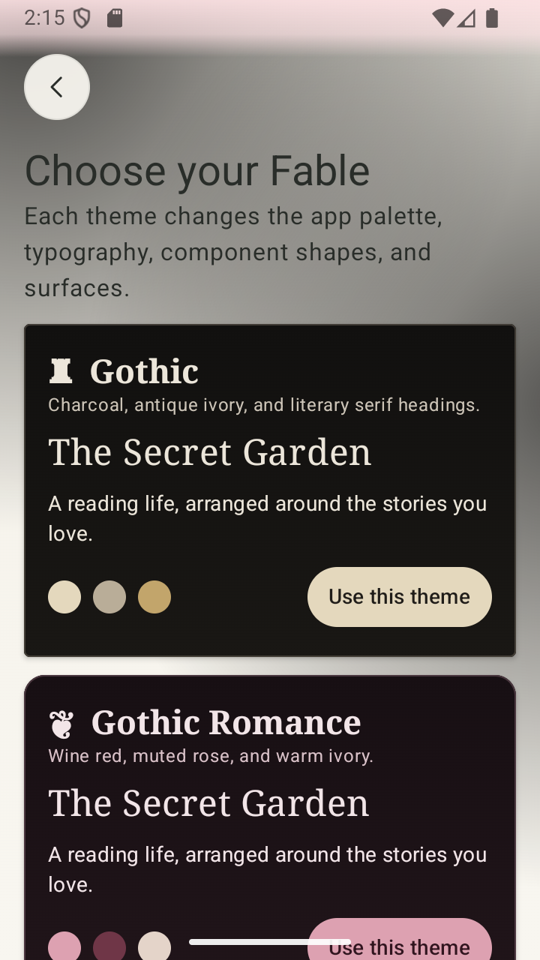 2:15
Choose your Fable
Each theme changes the app palette,
typography, component shapes, and
surfaces.
Gothic
Charcoal, antique ivory, and literary serif headings.
The Secret Garden
A reading life, arranged around the stories you
love.
Use this theme
Gothic Romance
Wine red, muted rose, and warm ivory.
The Secret Garden
A reading life, arranged around the stories you
love.
Use this theme